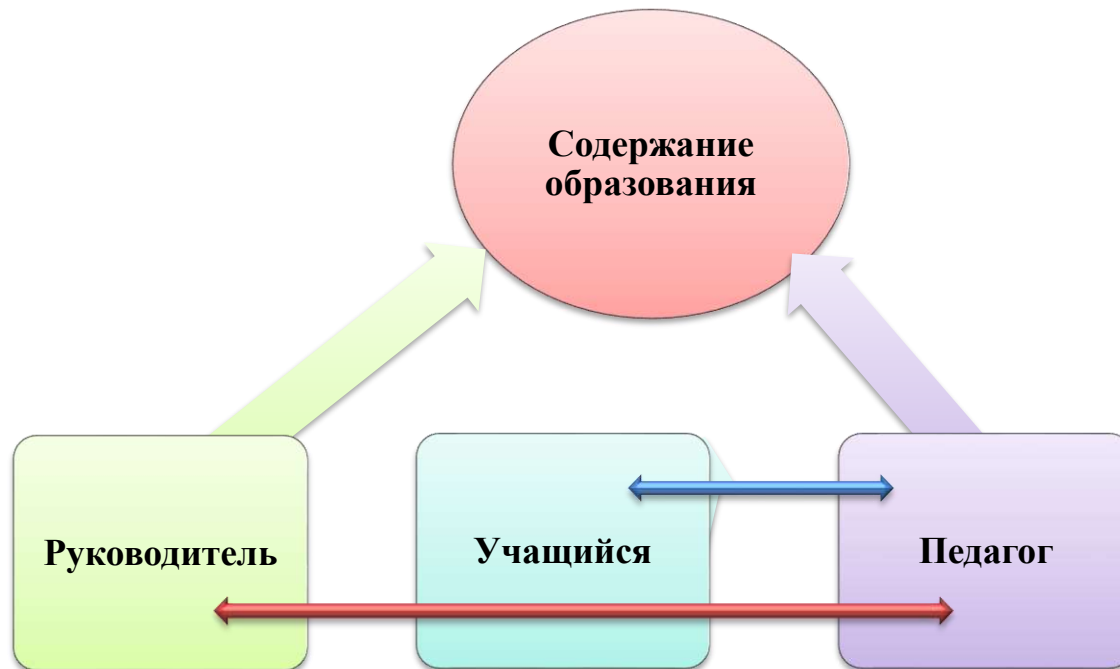 Содержание
образования
Руководитель
Учащийся
Педагог